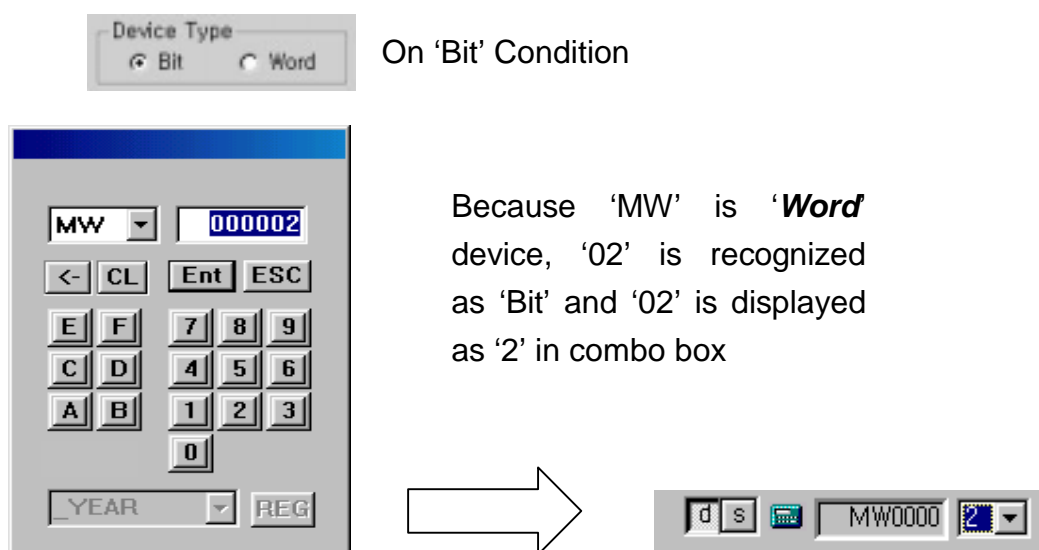 Device Type
Bit Word
On ‘Bit’ Condition
MW 000002
<- CL Ent ESC
E F 7 8 9
C D 4 5 6
A B 1 2 3
0
_YEAR REG
Because ‘MW’ is ‘Word’
device, ‘02’ is recognized
as ‘Bit’ and ‘02’ is displayed
as ‘2’ in combo box
d s MW0000 2